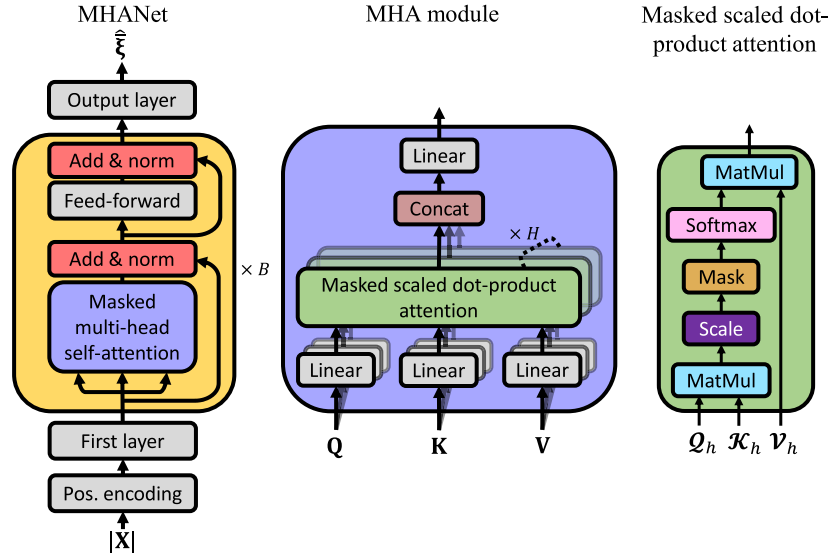 MHANet
ξ̄̂
Output layer
Add & norm
Feed-forward
Add & norm
Masked
multi-head
self-attention
× B
First layer
Pos. encoding
|X|
MHA module
Linear
Concat
× H
Masked scaled dot-product
attention
Linear
Linear
Linear
Q
K
V
Masked scaled dot-
product attention
MatMul
Softmax
Mask
Scale
MatMul
𝓠h
𝓚h
𝓥h